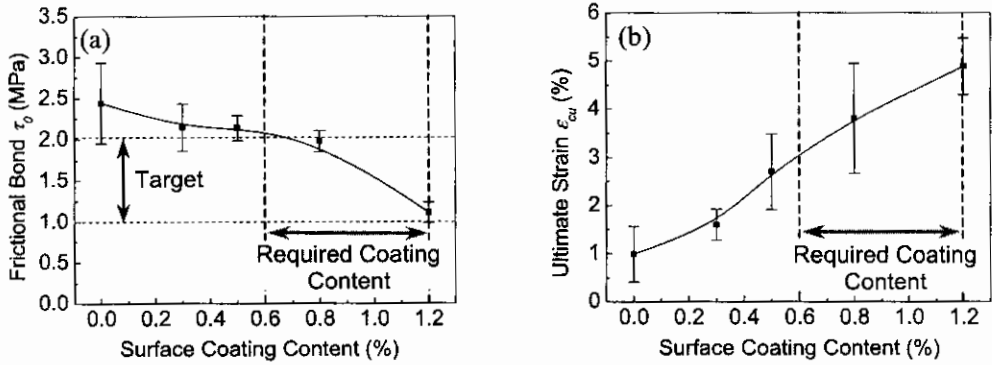 (a)
Frictional Bond τ₀ (MPa)
3.5
3.0
2.5
2.0
1.5
1.0
0.5
0.0
Target
Required Coating
Content
0.0 0.2 0.4 0.6 0.8 1.0 1.2
Surface Coating Content (%)
(b)
Ultimate Strain ε_cu (%)
6
5
4
3
2
1
0
Required Coating
Content
0.0 0.2 0.4 0.6 0.8 1.0 1.2
Surface Coating Content (%)